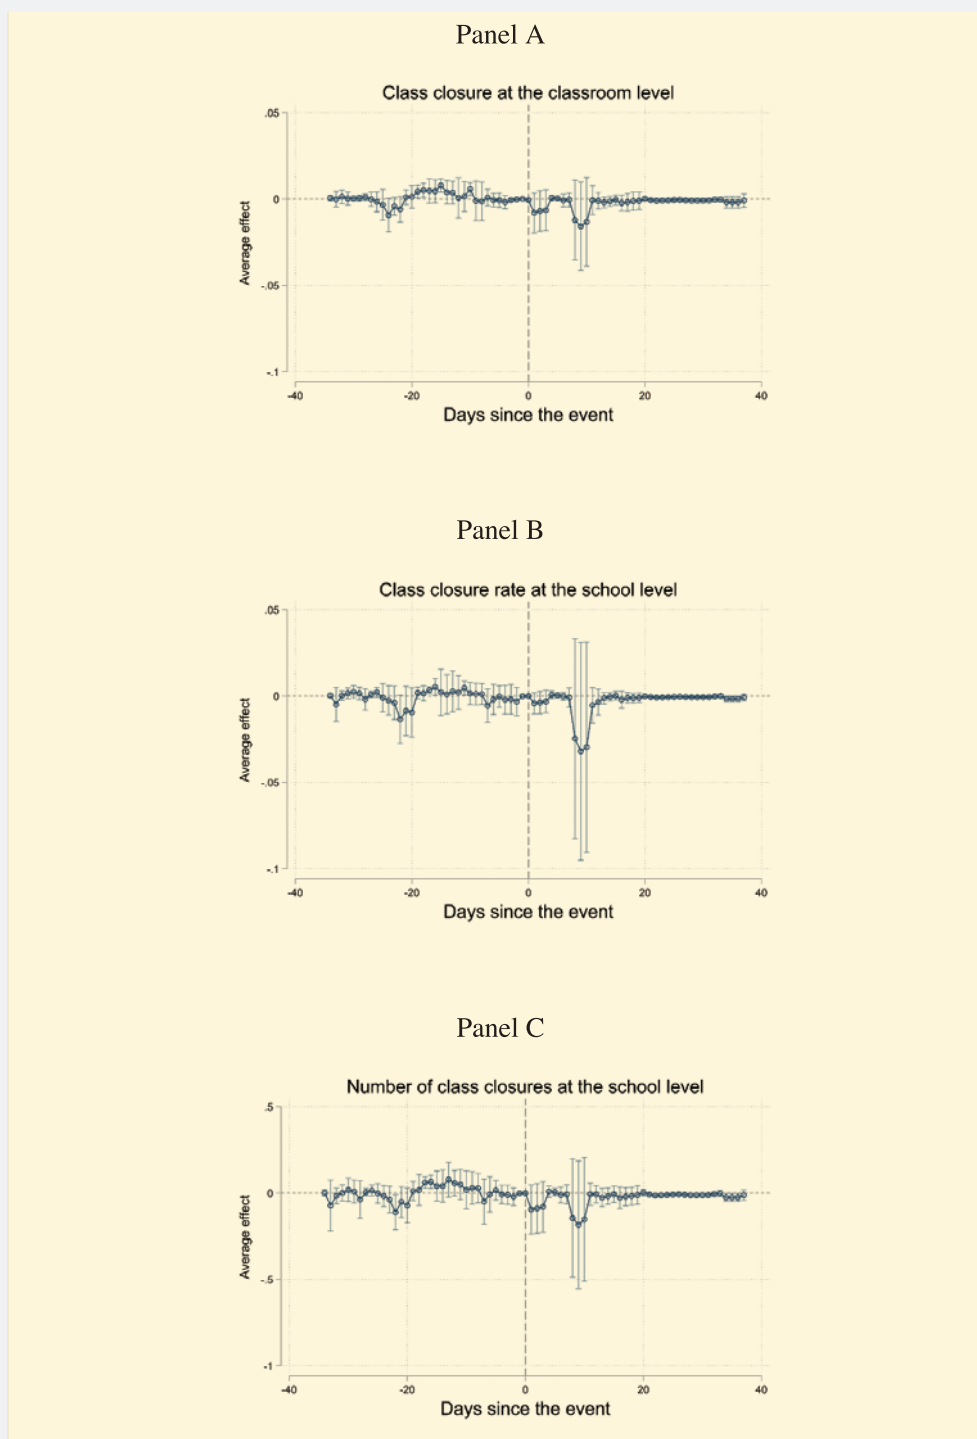 Panel A
Class closure at the classroom level
.05
0
-.05
-.1
Average effect
-40 -20 0 20 40
Days since the event
Panel B
Class closure rate at the school level
.05
0
-.05
-.1
Average effect
-40 -20 0 20 40
Days since the event
Panel C
Number of class closures at the school level
.5
0
-.5
-1
Average effect
-40 -20 0 20 40
Days since the event